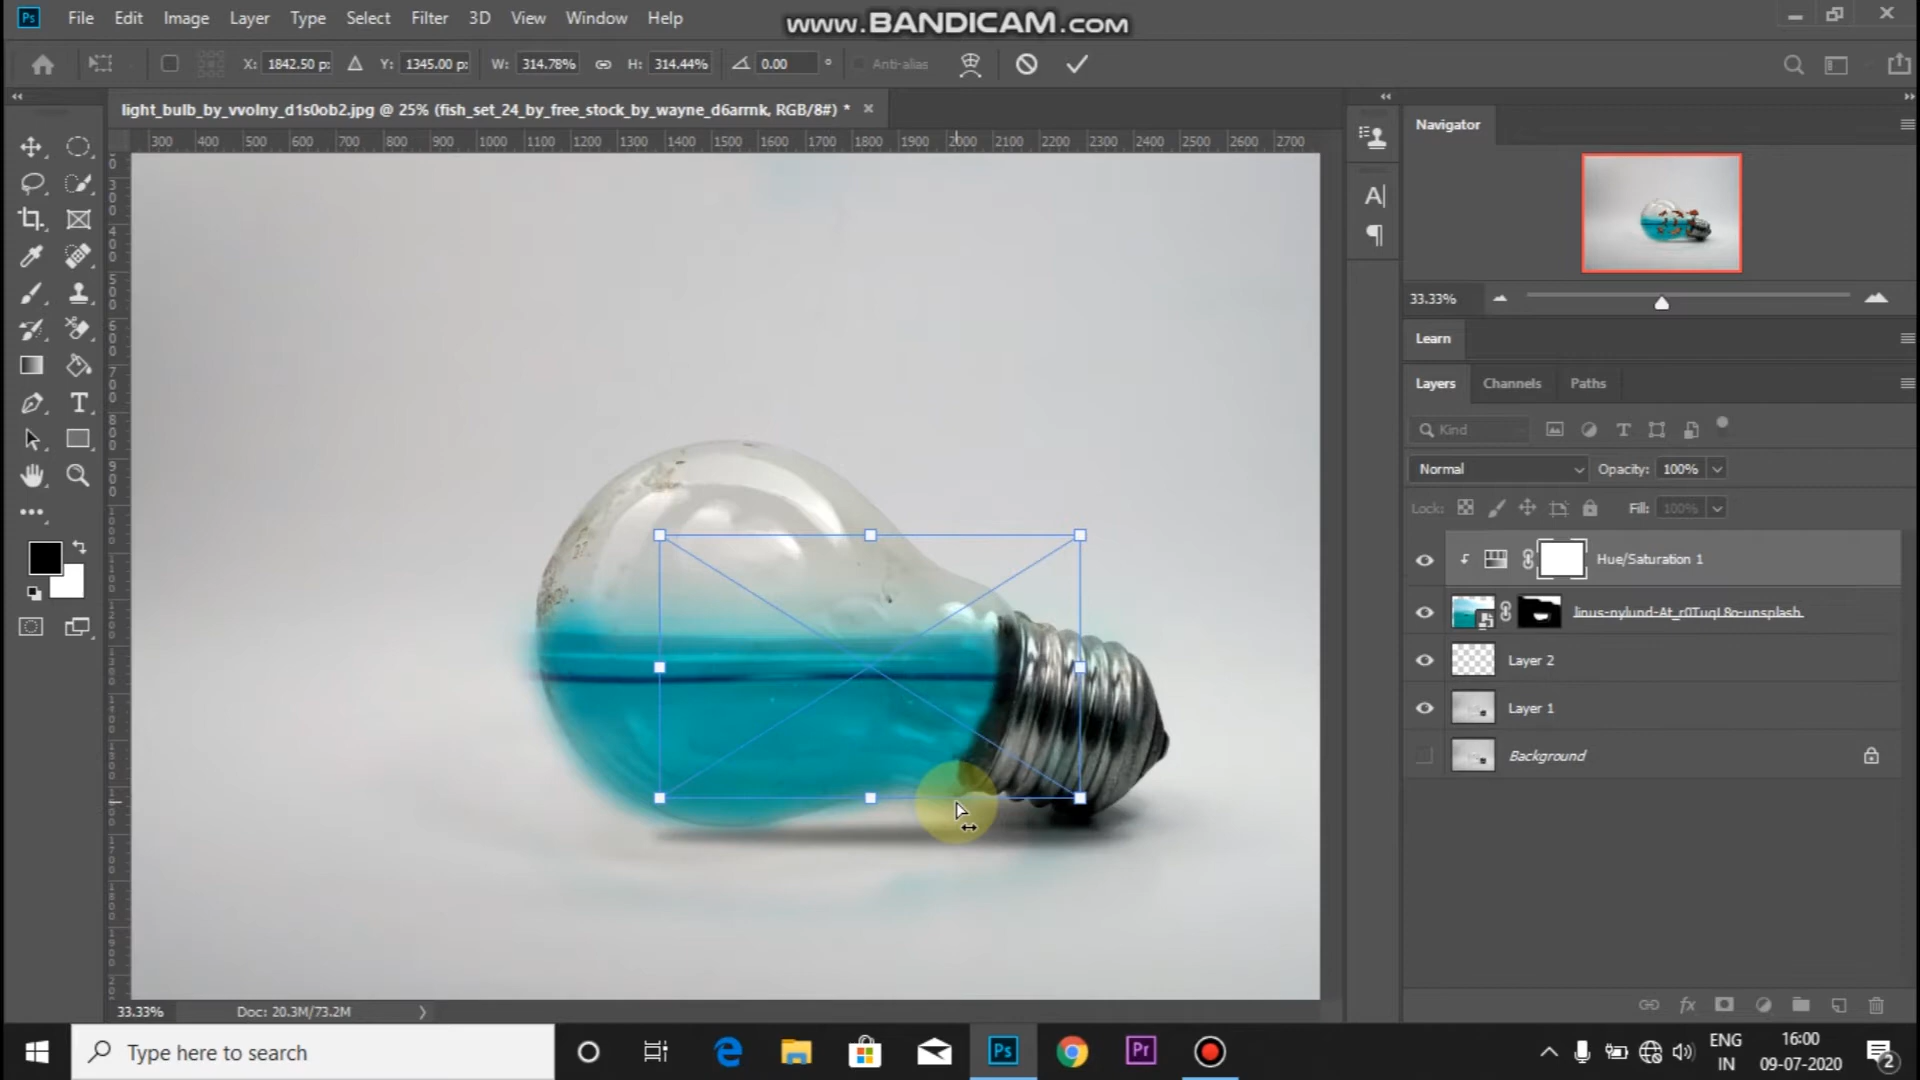 Ps File Edit Image Layer Type Select Filter 3D View Window Help
www.BANDICAM.com
X: 1842.50 p: Y: 1345.00 p: W: 314.78% H: 314.44% 0.00 ° Anti-alias
light_bulb_by_vvolny_d1s0ob2.jpg @ 25% (fish_set_24_by_free_stock_by_wayne_d6arrnk, RGB/8#) *
300 400 500 600 700 800 900 1000 1100 1200 1300 1400 1500 1600 1700 1800 1900 2000 2100 2200 2300 2400 2500 2600 2700
Navigator
33.33%
Learn
Layers Channels Paths
Kind
Normal Opacity: 100%
Lock: Fill: 100%
Hue/Saturation 1
linus-nylund-At_r0TuqL8o-unsplash
Layer 2
Layer 1
Background
33.33% Doc: 20.3M/73.2M
Type here to search
Ps Pr
ENG 16:00
IN 09-07-2020 2